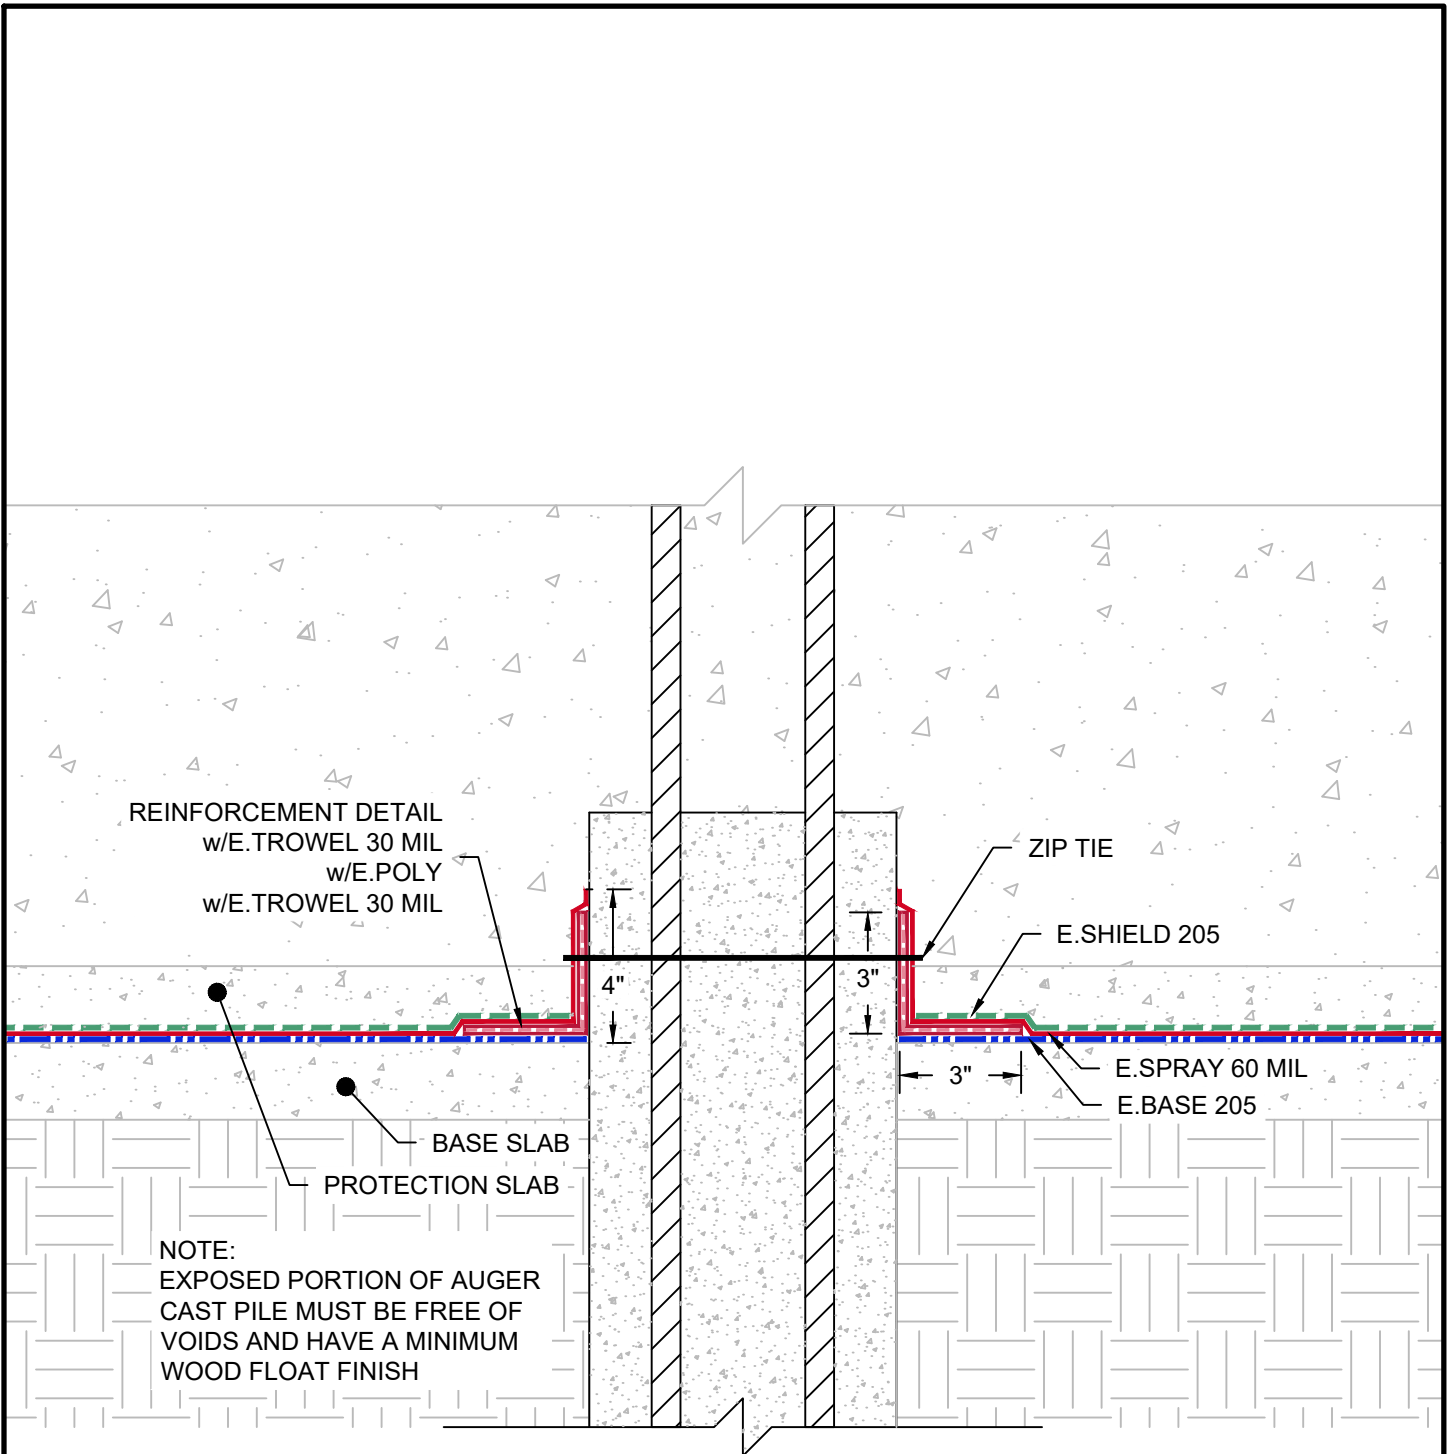 REINFORCEMENT DETAIL
w/E.TROWEL 30 MIL
w/E.POLY
w/E.TROWEL 30 MIL
ZIP TIE
E.SHIELD 205
4"
3"
3"
E.SPRAY 60 MIL
E.BASE 205
BASE SLAB
PROTECTION SLAB
NOTE:
EXPOSED PORTION OF AUGER
CAST PILE MUST BE FREE OF
VOIDS AND HAVE A MINIMUM
WOOD FLOAT FINISH